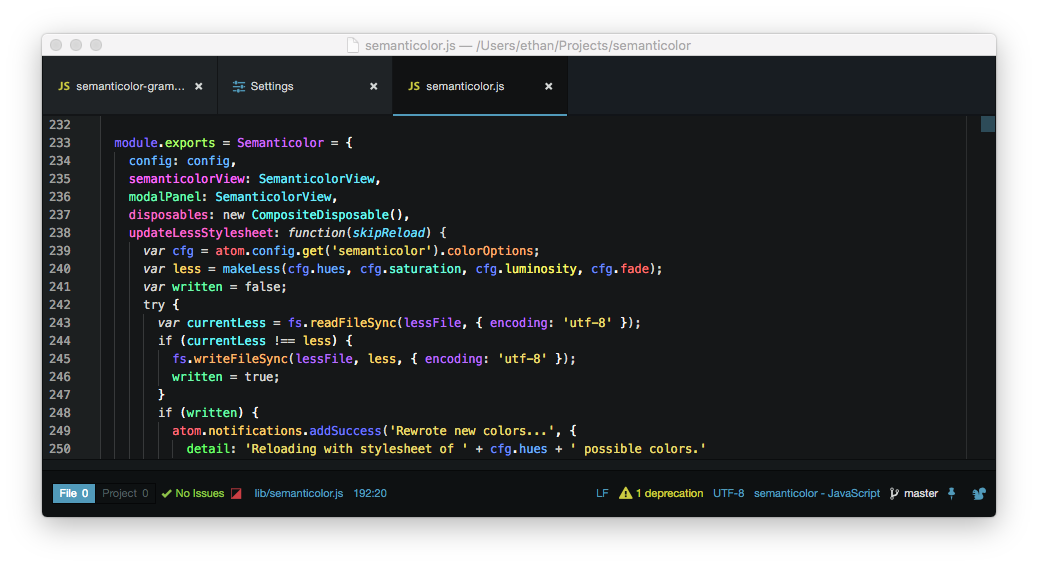 semanticolor.js — /Users/ethan/Projects/semanticolor
JS semanticolor-gram... × Settings × JS semanticolor.js ×
232
233 module.exports = Semanticolor = {
234 config: config,
235 semanticolorView: SemanticolorView,
236 modalPanel: SemanticolorView,
237 disposables: new CompositeDisposable(),
238 updateLessStylesheet: function(skipReload) {
239 var cfg = atom.config.get('semanticolor').colorOptions;
240 var less = makeLess(cfg.hues, cfg.saturation, cfg.luminosity, cfg.fade);
241 var written = false;
242 try {
243 var currentLess = fs.readFileSync(lessFile, { encoding: 'utf-8' });
244 if (currentLess !== less) {
245 fs.writeFileSync(lessFile, less, { encoding: 'utf-8' });
246 written = true;
247 }
248 if (written) {
249 atom.notifications.addSuccess('Rewrote new colors...', {
250 detail: 'Reloading with stylesheet of ' + cfg.hues + ' possible colors.'
File 0 Project 0 No Issues lib/semanticolor.js 192:20 LF 1 deprecation UTF-8 semanticolor - JavaScript master